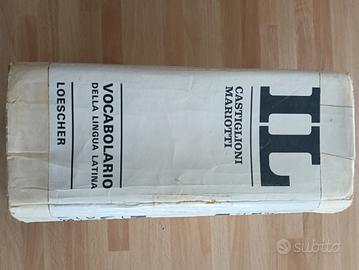 IL
CASTIGLIONI
MARIOTTI
VOCABOLARIO
DELLA LINGUA LATINA
LOESCHER
subito